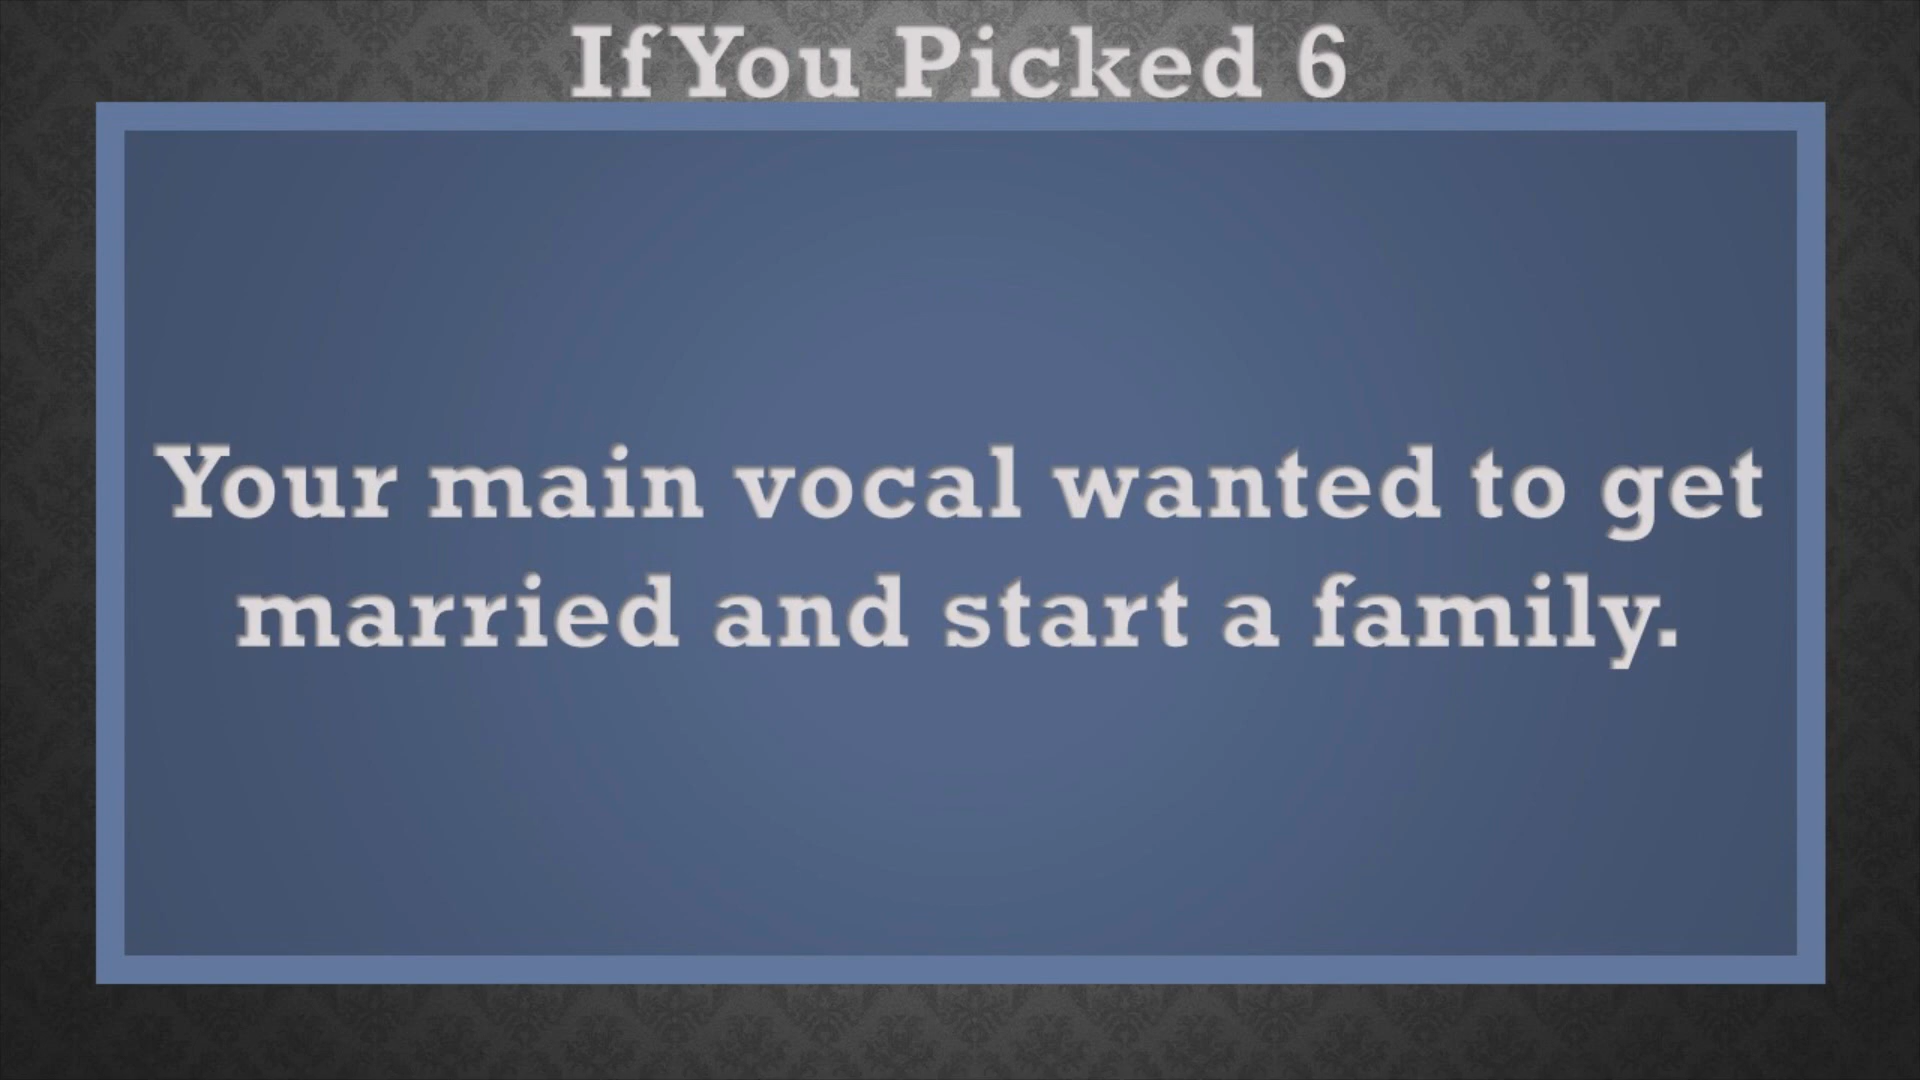 If You Picked 6
Your main vocal wanted to get
married and start a family.